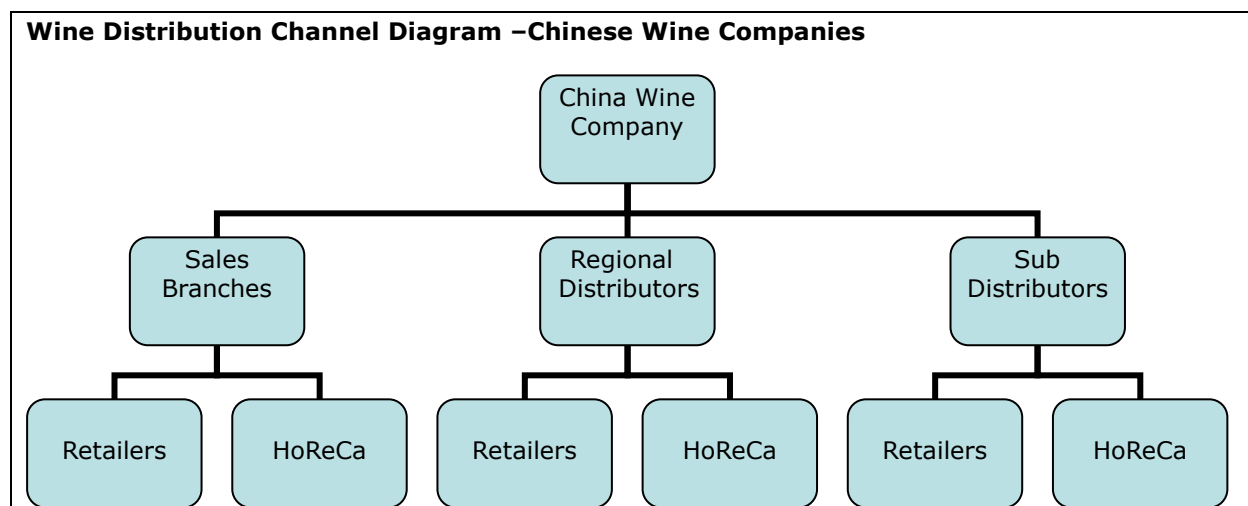 Wine Distribution Channel Diagram –Chinese Wine Companies
China Wine
Company
Sales
Branches
Regional
Distributors
Sub
Distributors
Retailers
HoReCa
Retailers
HoReCa
Retailers
HoReCa